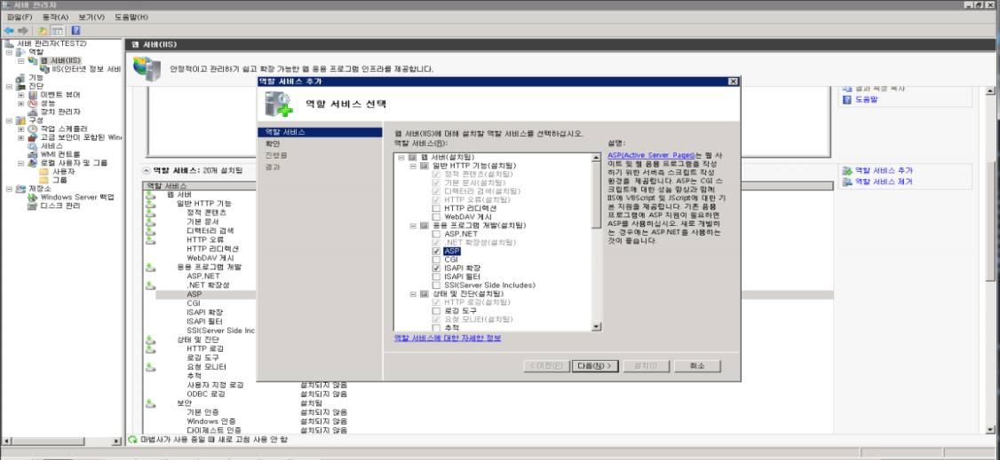 서버 관리자
파일(F) 동작(A) 보기(V) 도움말(H)
서버 관리자(TEST2)
역할
웹 서버(IIS)
IIS(인터넷 정보 서비
기능
진단
이벤트 뷰어
성능
장치 관리자
구성
작업 스케줄러
고급 보안이 포함된 Win
서비스
WMI 컨트롤
로컬 사용자 및 그룹
사용자
그룹
저장소
Windows Server 백업
디스크 관리
웹 서버(IIS)
안정적이고 관리하기 쉽고 확장 가능한 웹 응용 프로그램 인프라를 제공합니다.
도움말
역할 서비스: 20개 설치됨
역할 서비스 추가
역할 서비스 제거
역할 서비스
웹 서버
일반 HTTP 기능
정적 콘텐츠
기본 문서
디렉터리 검색
HTTP 오류
HTTP 리디렉션
WebDAV 게시
응용 프로그램 개발
ASP.NET
.NET 확장성
ASP
CGI
ISAPI 확장
ISAPI 필터
SSI(Server Side Inc
상태 및 진단
HTTP 로깅
로깅 도구
요청 모니터
추적
사용자 지정 로깅 설치되지 않음
ODBC 로깅 설치되지 않음
보안 설치됨
기본 인증 설치되지 않음
Windows 인증 설치되지 않음
다이제스트 인증 설치되지 않음
마법사가 사용 중일 때 새로 고침 사용 안 함
역할 서비스 추가
역할 서비스 선택
역할 서비스
확인
진행률
결과
웹 서버(IIS)에 대해 설치할 역할 서비스를 선택하십시오.
역할 서비스(R):
웹 서버(설치됨)
일반 HTTP 기능(설치됨)
정적 콘텐츠(설치됨)
기본 문서(설치됨)
디렉터리 검색(설치됨)
HTTP 오류(설치됨)
HTTP 리디렉션
WebDAV 게시
응용 프로그램 개발(설치됨)
ASP.NET
.NET 확장성(설치됨)
ASP
CGI
ISAPI 확장
ISAPI 필터
SSI(Server Side Includes)
상태 및 진단(설치됨)
HTTP 로깅(설치됨)
로깅 도구
요청 모니터(설치됨)
추적
역할 서비스에 대한 자세한 정보
설명:
ASP(Active Server Pages)는 웹 사
이트 및 웹 응용 프로그램을 작성
하기 위한 서버측 스크립트 작성
환경을 제공합니다. ASP는 CGI 스
크립트에 대한 성능 향상과 함께
IIS에 VBScript 및 JScript에 대한 기
본 지원을 제공합니다. 기존 응용
프로그램에 ASP 지원이 필요하면
ASP를 사용하십시오. 새로 개발하
는 경우에는 ASP.NET를 사용하는
것이 좋습니다.
< 이전(P) 다음(N) > 설치(I) 취소